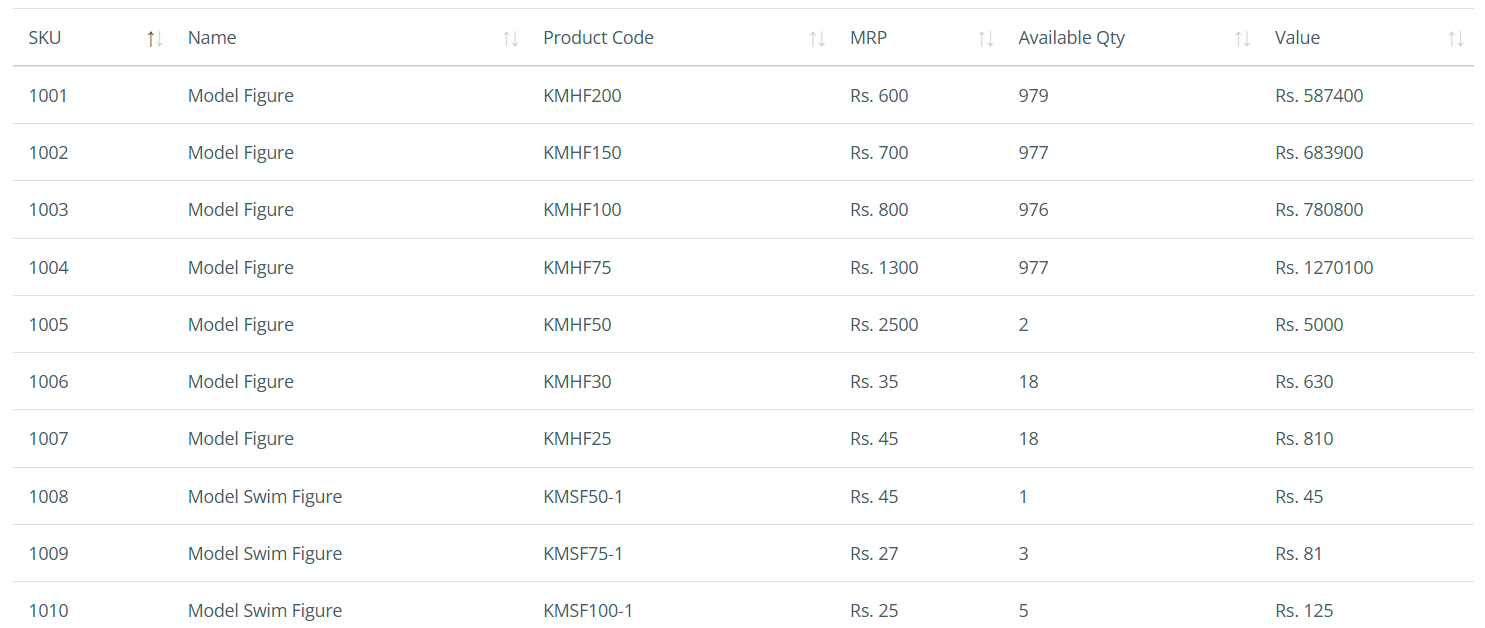 SKU Name Product Code MRP Available Qty Value
1001 Model Figure KMHF200 Rs. 600 979 Rs. 587400
1002 Model Figure KMHF150 Rs. 700 977 Rs. 683900
1003 Model Figure KMHF100 Rs. 800 976 Rs. 780800
1004 Model Figure KMHF75 Rs. 1300 977 Rs. 1270100
1005 Model Figure KMHF50 Rs. 2500 2 Rs. 5000
1006 Model Figure KMHF30 Rs. 35 18 Rs. 630
1007 Model Figure KMHF25 Rs. 45 18 Rs. 810
1008 Model Swim Figure KMSF50-1 Rs. 45 1 Rs. 45
1009 Model Swim Figure KMSF75-1 Rs. 27 3 Rs. 81
1010 Model Swim Figure KMSF100-1 Rs. 25 5 Rs. 125